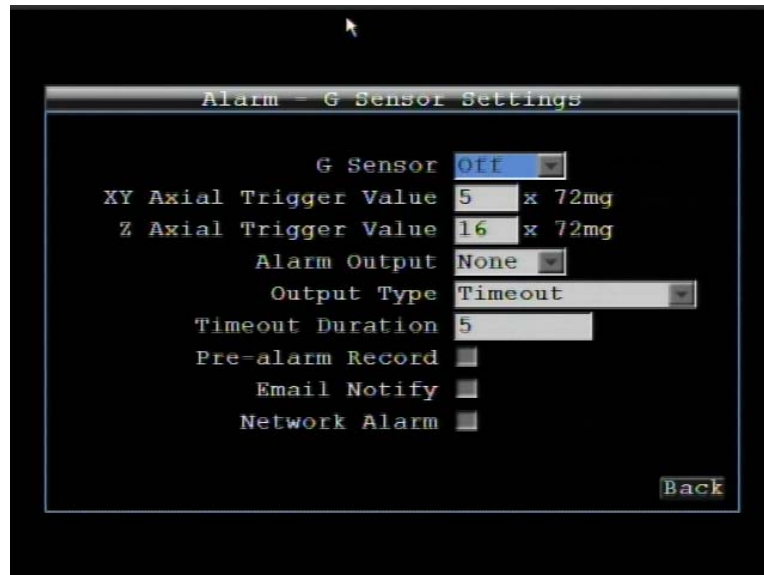 Alarm - G Sensor Settings
G Sensor Off
XY Axial Trigger Value 5 x 72mg
Z Axial Trigger Value 16 x 72mg
Alarm Output None
Output Type Timeout
Timeout Duration 5
Pre-alarm Record
Email Notify
Network Alarm
Back